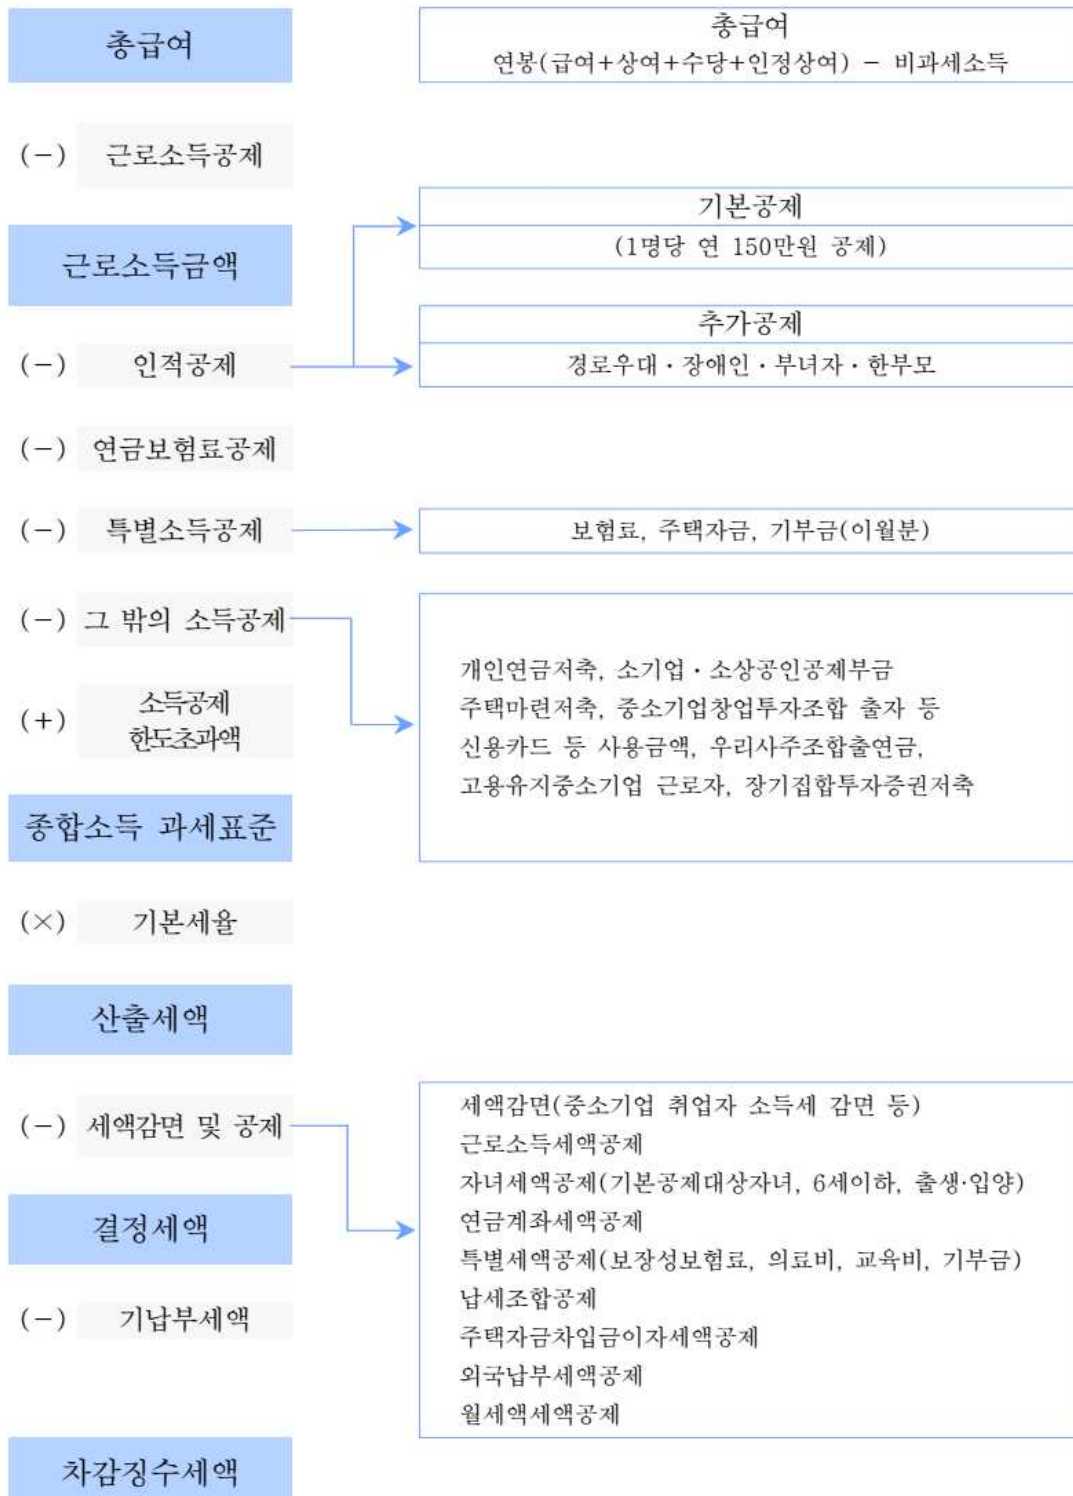 총급여
총급여
연봉(급여+상여+수당+인정상여) − 비과세소득
(−) 근로소득공제
기본공제
(1명당 연 150만원 공제)
근로소득금액
추가공제
(−) 인적공제
경로우대・장애인・부녀자・한부모
(−) 연금보험료공제
(−) 특별소득공제
보험료, 주택자금, 기부금(이월분)
(−) 그 밖의 소득공제
(+) 소득공제
한도초과액
개인연금저축, 소기업・소상공인공제부금
주택마련저축, 중소기업창업투자조합 출자 등
신용카드 등 사용금액, 우리사주조합출연금,
고용유지중소기업 근로자, 장기집합투자증권저축
종합소득 과세표준
(×) 기본세율
산출세액
(−) 세액감면 및 공제
세액감면(중소기업 취업자 소득세 감면 등)
근로소득세액공제
자녀세액공제(기본공제대상자녀, 6세이하, 출생·입양)
연금계좌세액공제
특별세액공제(보장성보험료, 의료비, 교육비, 기부금)
납세조합공제
주택자금차입금이자세액공제
외국납부세액공제
월세액세액공제
결정세액
(−) 기납부세액
차감징수세액